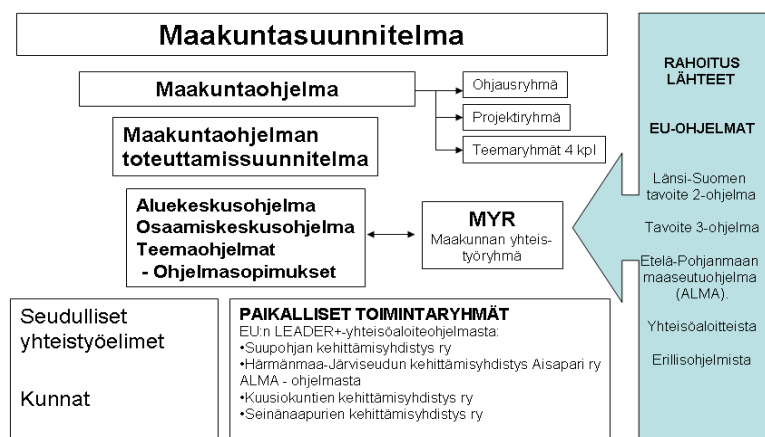 Maakuntasuunnitelma
Maakuntaohjelma
Ohjausryhmä
Projektiryhmä
Teemaryhmät 4 kpl
Maakuntaohjelman
toteuttamissuunnitelma
Aluekeskusohjelma
Osaamiskeskusohjelma
Teemaohjelmat
- Ohjelmasopimukset
MYR
Maakunnan yhteis-
työryhmä
RAHOITUS
LÄHTEET
EU-OHJELMAT
Länsi-Suomen
tavoite 2-ohjelma
Tavoite 3-ohjelma
Etelä-Pohjanmaan
maaseutuohjelma
(ALMA).
Yhteisöaloitteista
Erillisohjelmista
Seudulliset
yhteistyöelimet
Kunnat
PAIKALLISET TOIMINTARYHMÄT
EU:n LEADER+-yhteisöaloiteohjelmasta:
•Suupohjan kehittämisyhdistys ry
•Härmänmaa-Järviseudun kehittämisyhdistys Aisapari ry
ALMA - ohjelmasta
•Kuusiokuntien kehittämisyhdistys ry
•Seinänaapurien kehittämisyhdistys ry